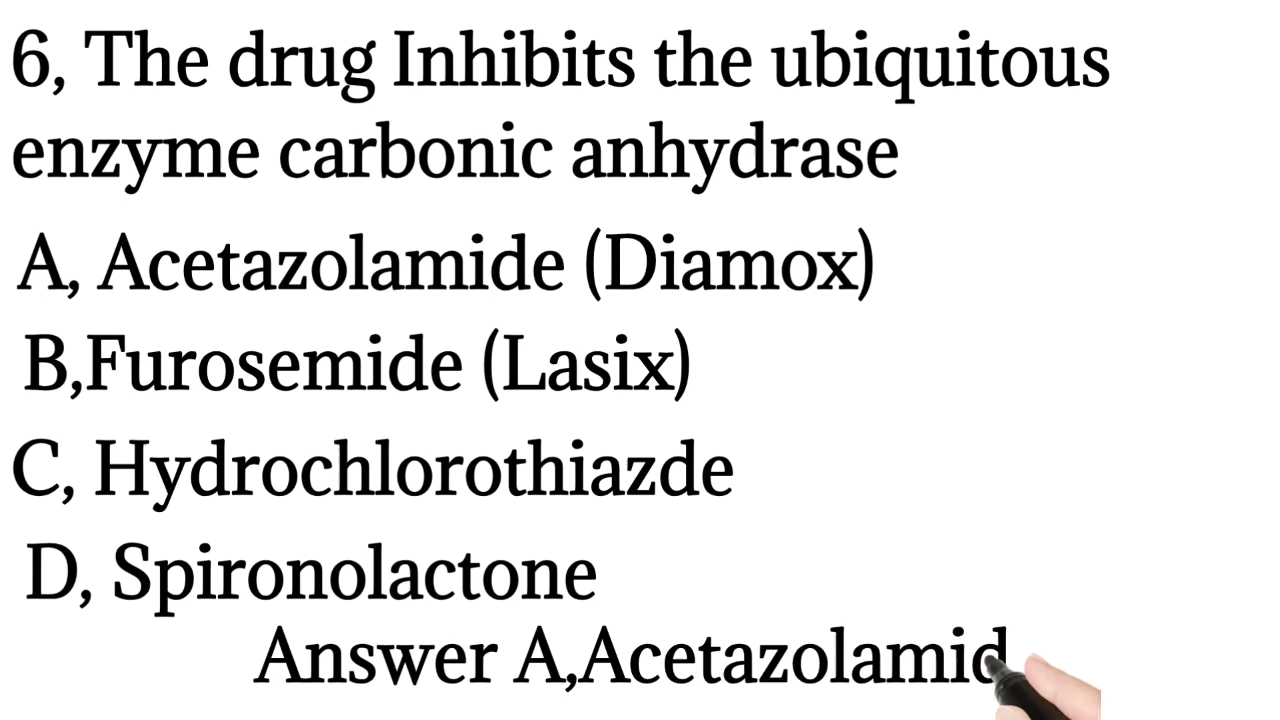 6, The drug Inhibits the ubiquitous
enzyme carbonic anhydrase
A, Acetazolamide (Diamox)
B,Furosemide (Lasix)
C, Hydrochlorothiazde
D, Spironolactone
Answer A,Acetazolamid